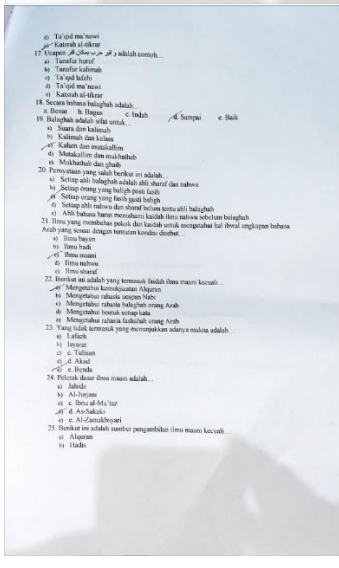 d) Ta'qid ma'nawi
e) Katsrah al-tikrar
17. Ucapan وقبر حرب بمكان قفر adalah contoh...
a) Tanafur huruf
b) Tanafur kalimah
c) Ta'qid lafzhi
d) Ta'qid ma'nawi
e) Katsrah al-tikrar
18. Secara bahasa balaghah adalah...
a. Benar b. Bagus c. Indah d. Sampai e. Baik
19. Balaghah adalah sifat untuk...
a) Suara dan kalimah
b) Kalimah dan kalam
c) Kalam dan mutakallim
d) Mutakallim dan mukhathab
e) Mukhathab dan ghaib
20. Pernyataan yang salah berikut ini adalah...
a) Setiap ahli balaghah adalah ahli sharaf dan nahwu
b) Setiap orang yang baligh pasti fasih
c) Setiap orang yang fasih pasti baligh
d) Setiap ahli nahwu dan sharaf belum tentu ahli balaghah
e) Ahli bahasa harus memahami kaidah ilmu nahwu sebelum balaghah
21. Ilmu yang membahas pokok dan kaidah untuk mengetahui hal ihwal ungkapan bahasa
Arab yang sesuai dengan tuntutan kondisi disebut...
a) Ilmu bayan
b) Ilmu badi
c) Ilmu maani
d) Ilmu nahwu
e) Ilmu sharaf
22. Berikut ini adalah yang termasuk faidah ilmu maani kecuali...
a) Mengetahui kemukjizatan Alquran
b) Mengetahui rahasia ucapan Nabi
c) Mengetahui rahasia balaghah orang Arab
d) Mengetahui bentuk setiap kata
e) Mengetahui rahasia fashahah orang Arab
23. Yang tidak termasuk yang menunjukkan adanya makna adalah...
a) Lafazh
b) Isyarat
c) c. Tulisan
d) d. Akad
e) e. Benda
24. Peletak dasar ilmu maani adalah...
a) Jahidz
b) Al-Jurjani
c) c. Ibnu al-Mu'taz
d) d. As-Sakaki
e) e. Al-Zamakhsyari
25. Berikut ini adalah sumber pengambilan ilmu maani kecuali...
a) Alquran
b) Hadis